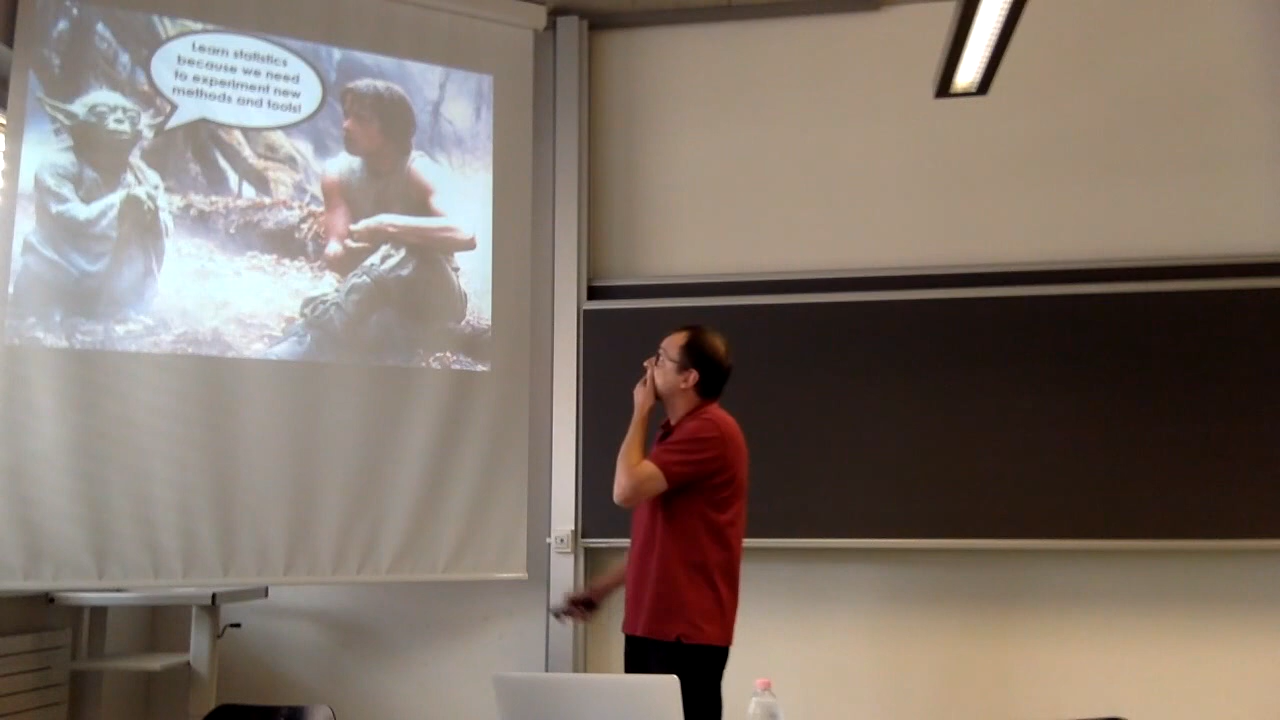 Learn statistics
because we need
to experiment new
methods and tools!